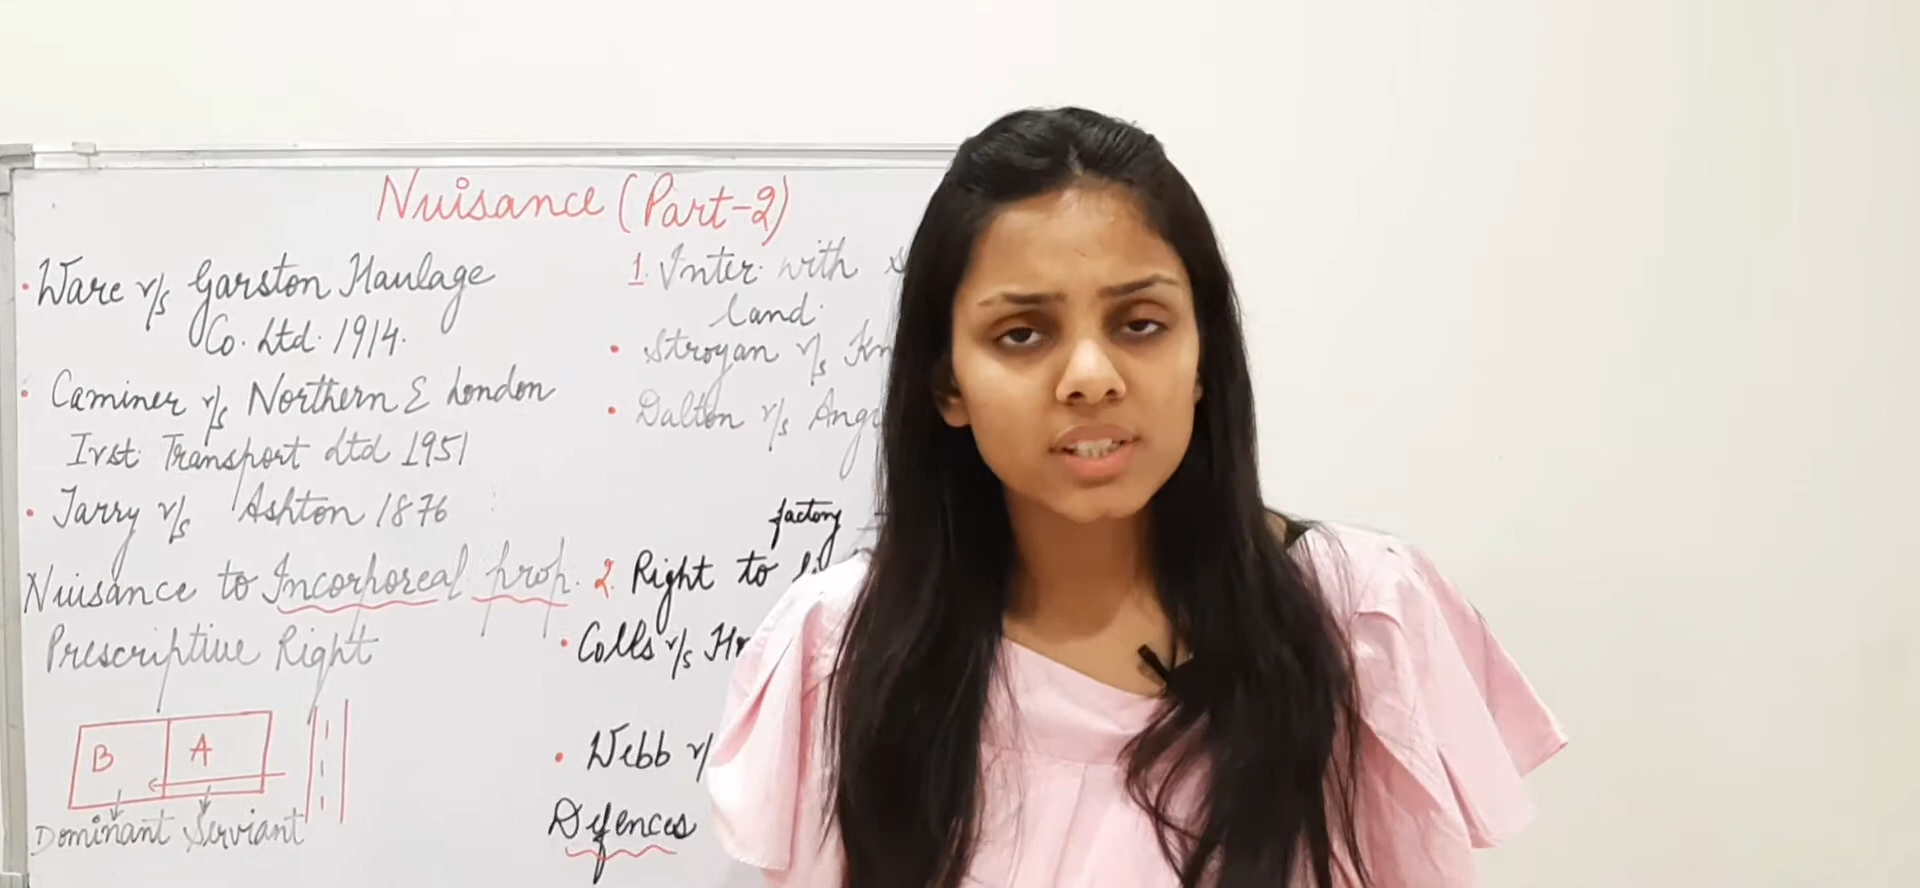 Nuisance (Part-2)
• Ware v/s Garston Haulage
Co. Ltd. 1914.
• Caminer v/s Northern & London
Ivst. Transport Ltd 1951
• Tarry v/s Ashton 1876
Nuisance to Incorporeal prop.
Prescriptive Right
B A
Dominant Serviant
1. Inter. with
land.
• Stroyan v/s
• Dalton v/s
factory
2. Right to
• Colls v/s
• Webb v/
Defences